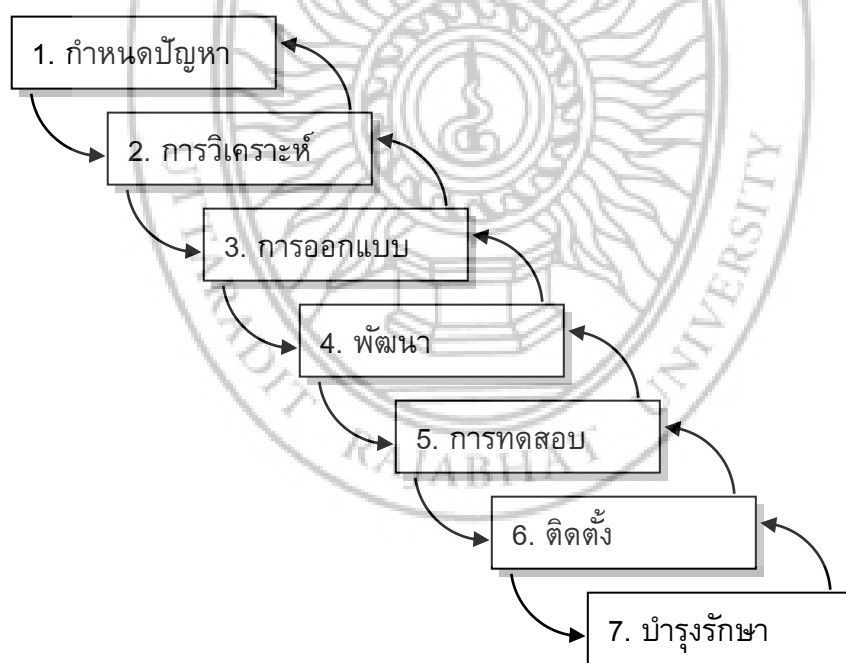 1. กำหนดปัญหา
2. การวิเคราะห์
3. การออกแบบ
4. พัฒนา
5. การทดสอบ
6. ติดตั้ง
7. บำรุงรักษา
UTTARADIT RAJABHAT UNIVERSITY